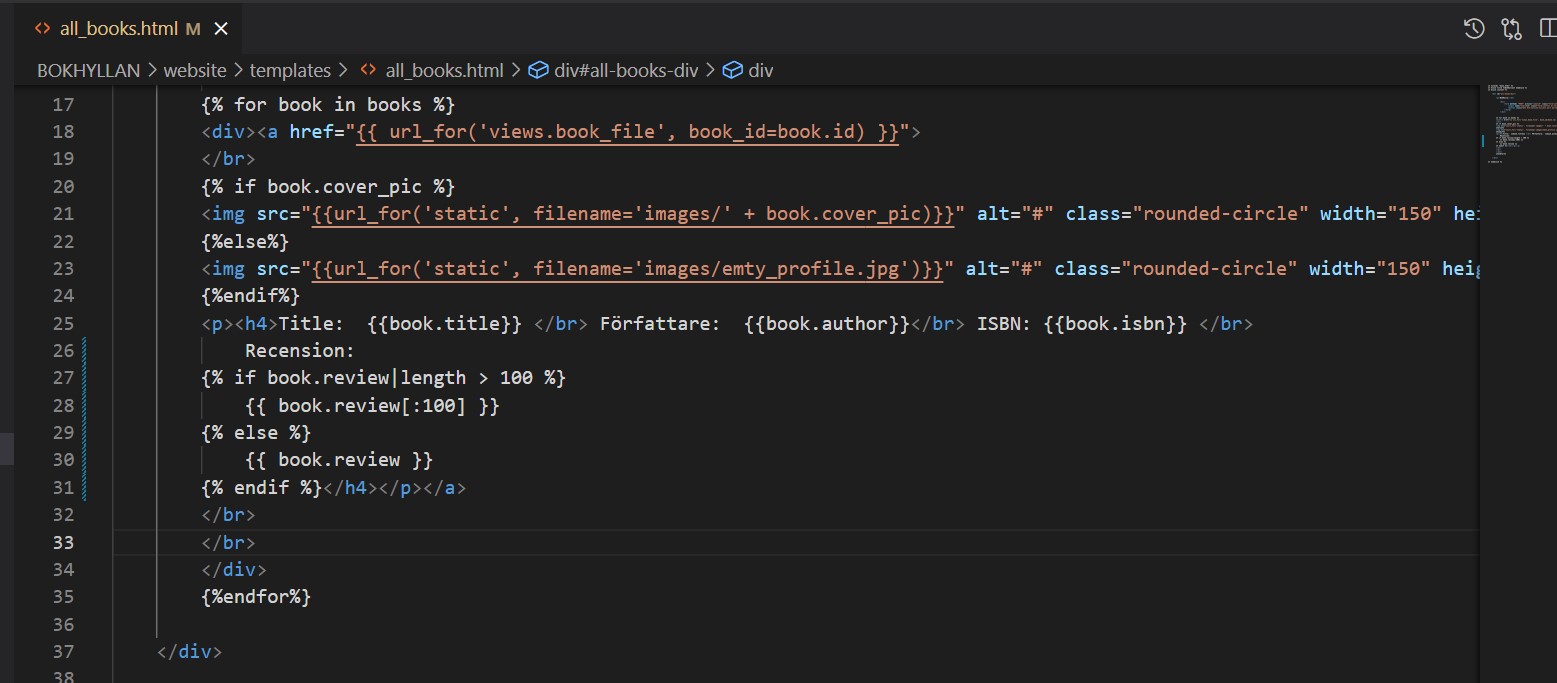 all_books.html M
BOKHYLLAN > website > templates > all_books.html > div#all-books-div > div
17 {% for book in books %}
18 <div><a href="{{ url_for('views.book_file', book_id=book.id) }}">
19 </br>
20 {% if book.cover_pic %}
21 <img src="{{url_for('static', filename='images/' + book.cover_pic)}}" alt="#" class="rounded-circle" width="150" hei
22 {%else%}
23 <img src="{{url_for('static', filename='images/emty_profile.jpg')}}" alt="#" class="rounded-circle" width="150" heig
24 {%endif%}
25 <p><h4>Title:  {{book.title}} </br> Författare:  {{book.author}}</br> ISBN: {{book.isbn}} </br>
26 Recension:
27 {% if book.review|length > 100 %}
28 {{ book.review[:100] }}
29 {% else %}
30 {{ book.review }}
31 {% endif %}</h4></p></a>
32 </br>
33 </br>
34 </div>
35 {%endfor%}
36
37 </div>
38